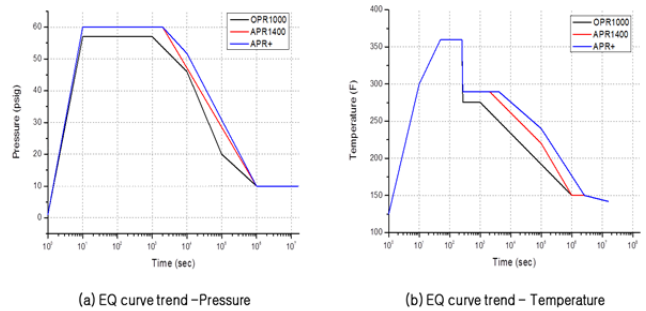 60
50
40
30
20
10
0
Pressure (psig)
OPR1000
APR1400
APR+
10⁰ 10¹ 10² 10³ 10⁴ 10⁵ 10⁶ 10⁷
Time (sec)
(a) EQ curve trend –Pressure
400
350
300
250
200
150
100
Temperature (F)
OPR1000
APR1400
APR+
10⁰ 10¹ 10² 10³ 10⁴ 10⁵ 10⁶ 10⁷ 10⁸
Time (sec)
(b) EQ curve trend – Temperature